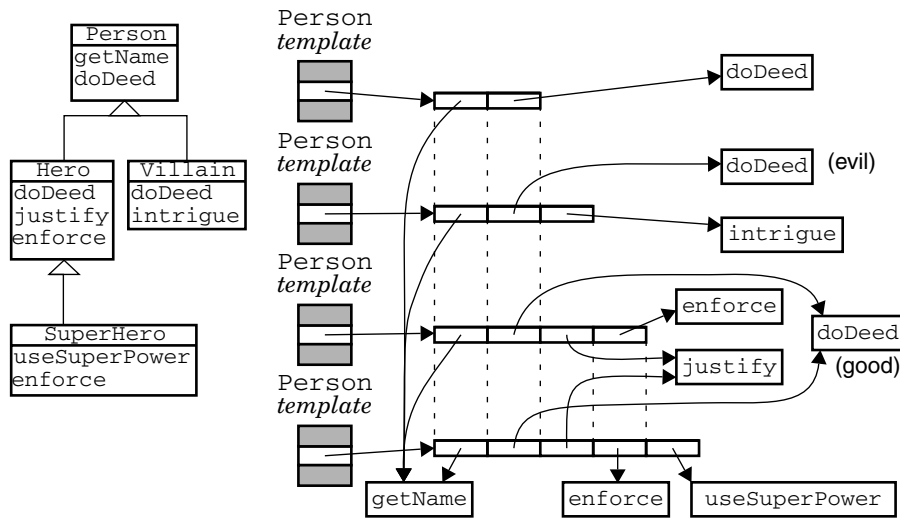 Person
getName
doDeed
Hero
doDeed
justify
enforce
Villain
doDeed
intrigue
SuperHero
useSuperPower
enforce
Person
template
doDeed
Person
template
doDeed (evil)
intrigue
Person
template
enforce
doDeed
(good)
justify
Person
template
getName
enforce
useSuperPower